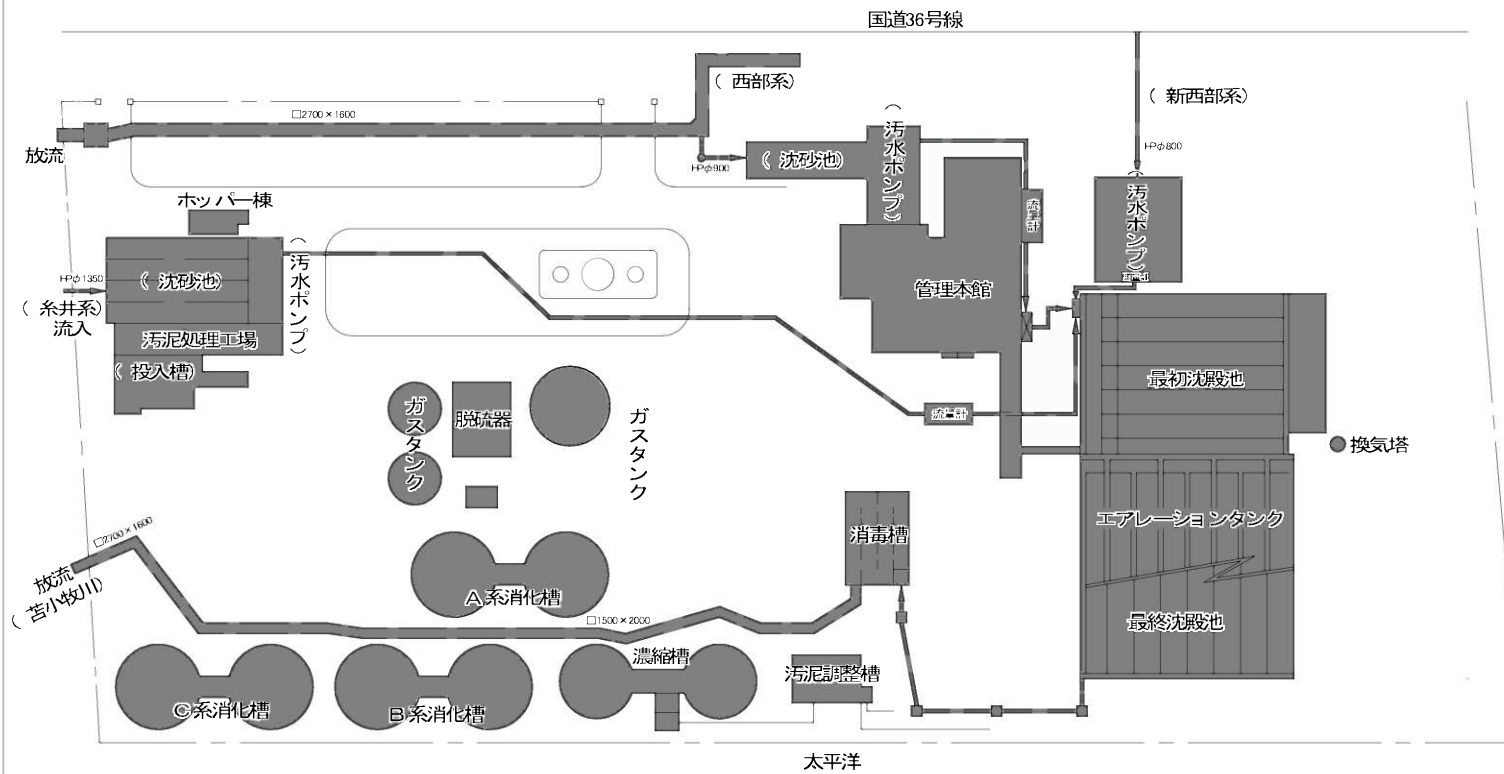 国道36号線
( 西部系)
( 新西部系)
□2700×1600
放流
HPφ900
( 沈砂池)
(汚水ポンプ)
HPφ800
(汚水ポンプ)
流量計
ホッパー棟
HPφ1350
( 沈砂池)
(汚水ポンプ)
( 糸井系)
流入
汚泥処理工場
( 投入槽)
管理本館
最初沈殿池
ガスタンク
脱硫器
ガスタンク
流量計
換気塔
□2700×1600
消毒槽
エアレーションタンク
放流
( 苫小牧川)
A系消化槽
□1500×2000
最終沈殿池
濃縮槽
汚泥調整槽
C系消化槽
B系消化槽
太平洋